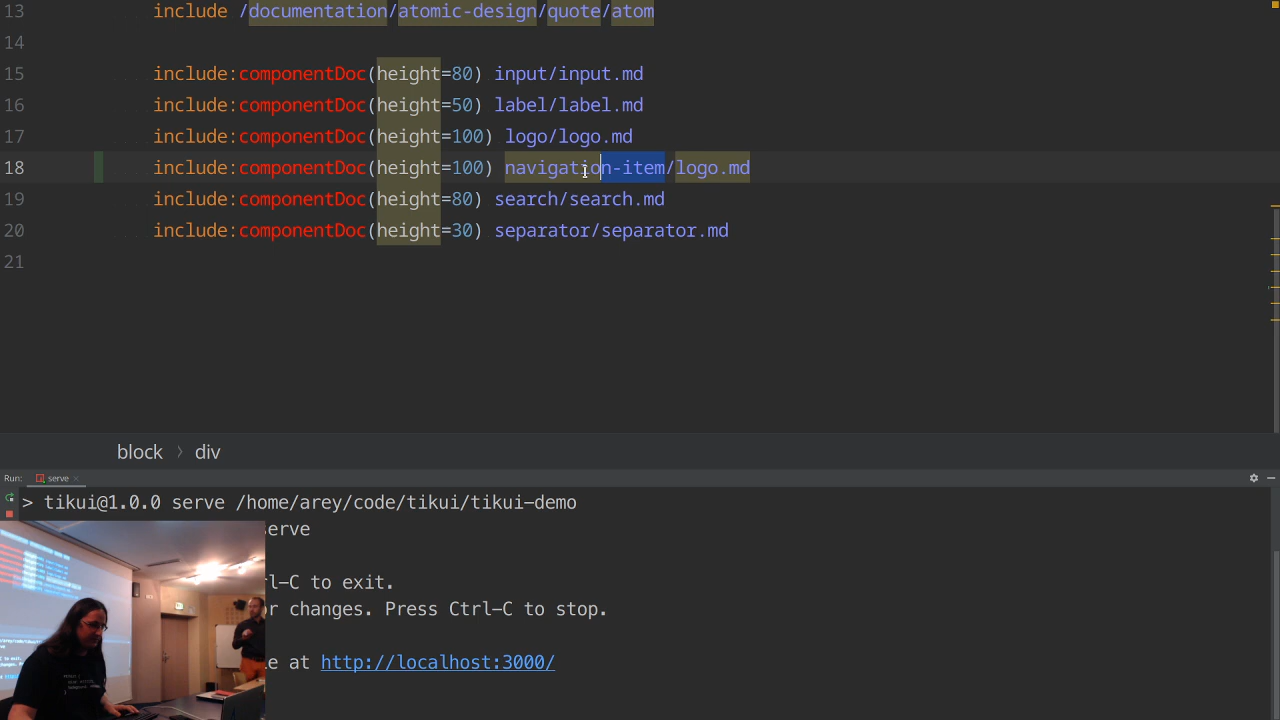 13 include /documentation/atomic-design/quote/atom
14
15 include:componentDoc(height=80) input/input.md
16 include:componentDoc(height=50) label/label.md
17 include:componentDoc(height=100) logo/logo.md
18 include:componentDoc(height=100) navigation-item/logo.md
19 include:componentDoc(height=80) search/search.md
20 include:componentDoc(height=30) separator/separator.md
21
block › div
Run: serve ×
> tikui@1.0.0 serve /home/arey/code/tikui/tikui-demo
serve
rl-C to exit.
or changes. Press Ctrl-C to stop.
le at http://localhost:3000/